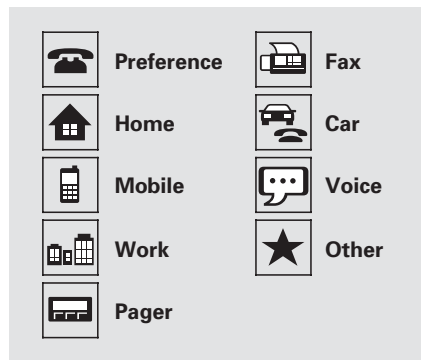 Preference
Home
Mobile
Work
Pager
Fax
Car
Voice
Other